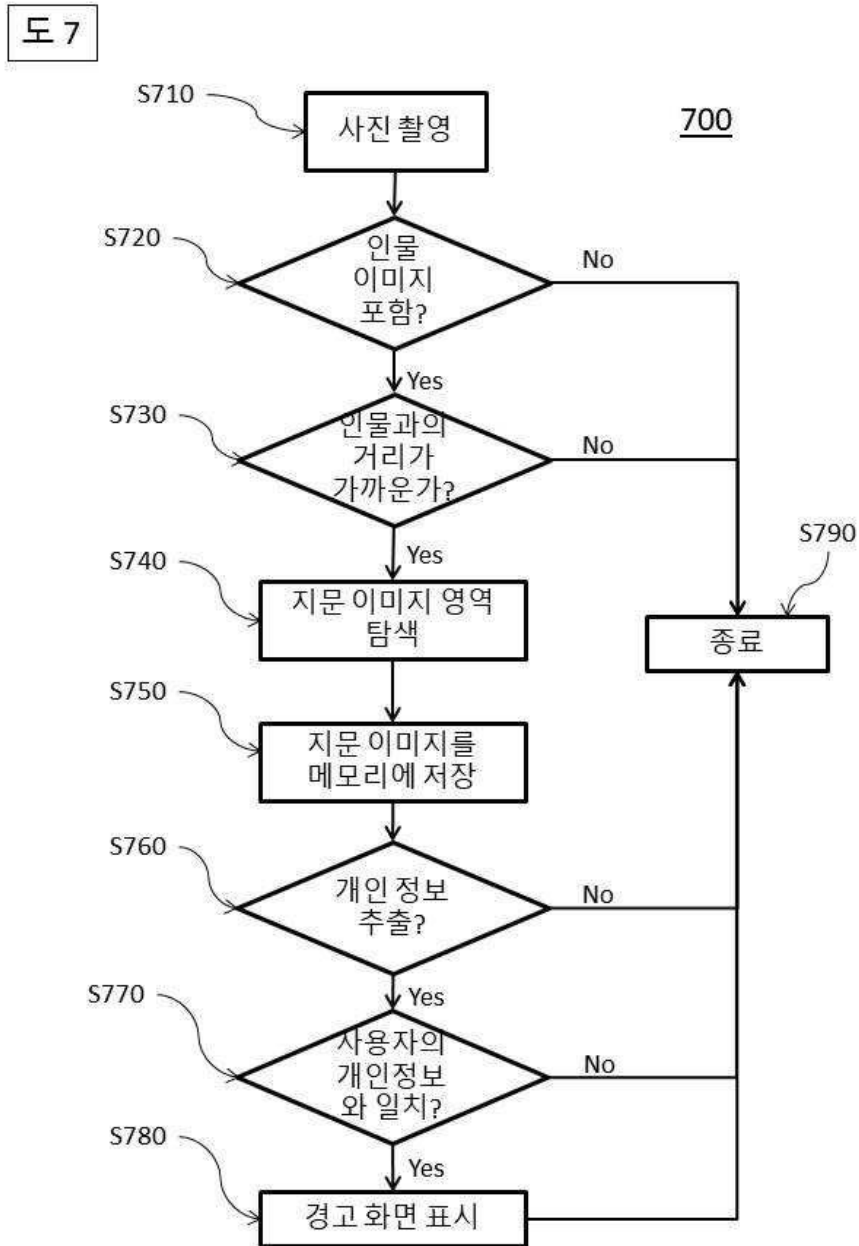 도 7
S710
사진 촬영
700
S720
인물
이미지
포함?
No
Yes
S730
인물과의
거리가
가까운가?
No
Yes
S740
지문 이미지 영역
탐색
S790
종료
S750
지문 이미지를
메모리에 저장
S760
개인 정보
추출?
No
Yes
S770
사용자의
개인정보
와 일치?
No
Yes
S780
경고 화면 표시